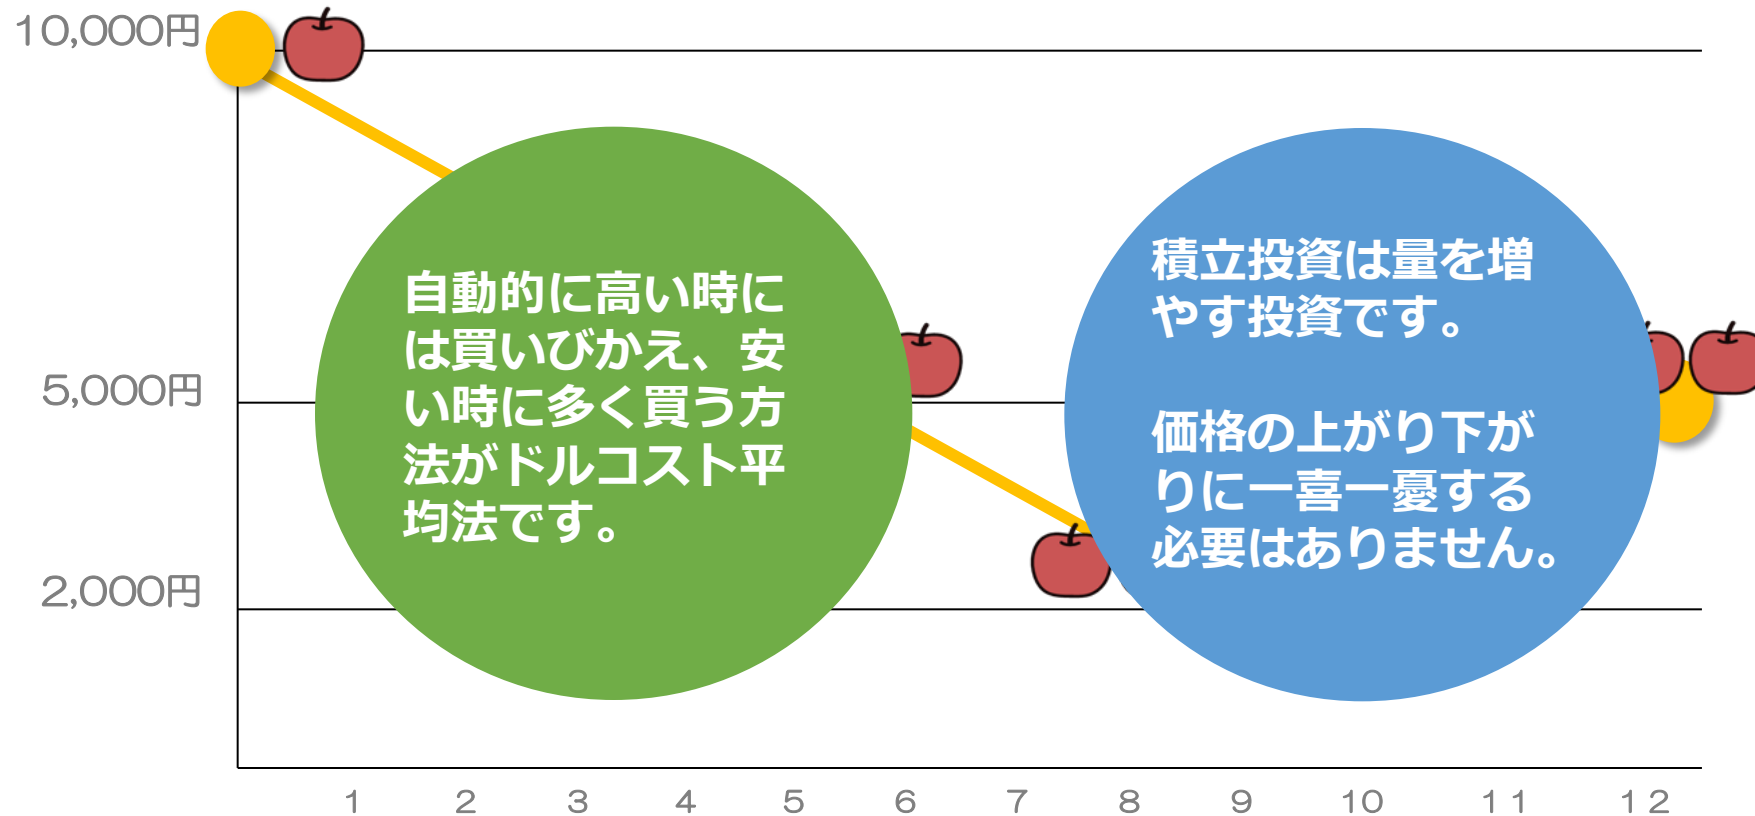 10,000円
自動的に高い時に
は買いびかえ、安
い時に多く買う方
法がドルコスト平
均法です。
積立投資は量を増
やす投資です。
価格の上がり下が
りに一喜一憂する
必要はありません。
5,000円
2,000円
1 2 3 4 5 6 7 8 9 10 11 12